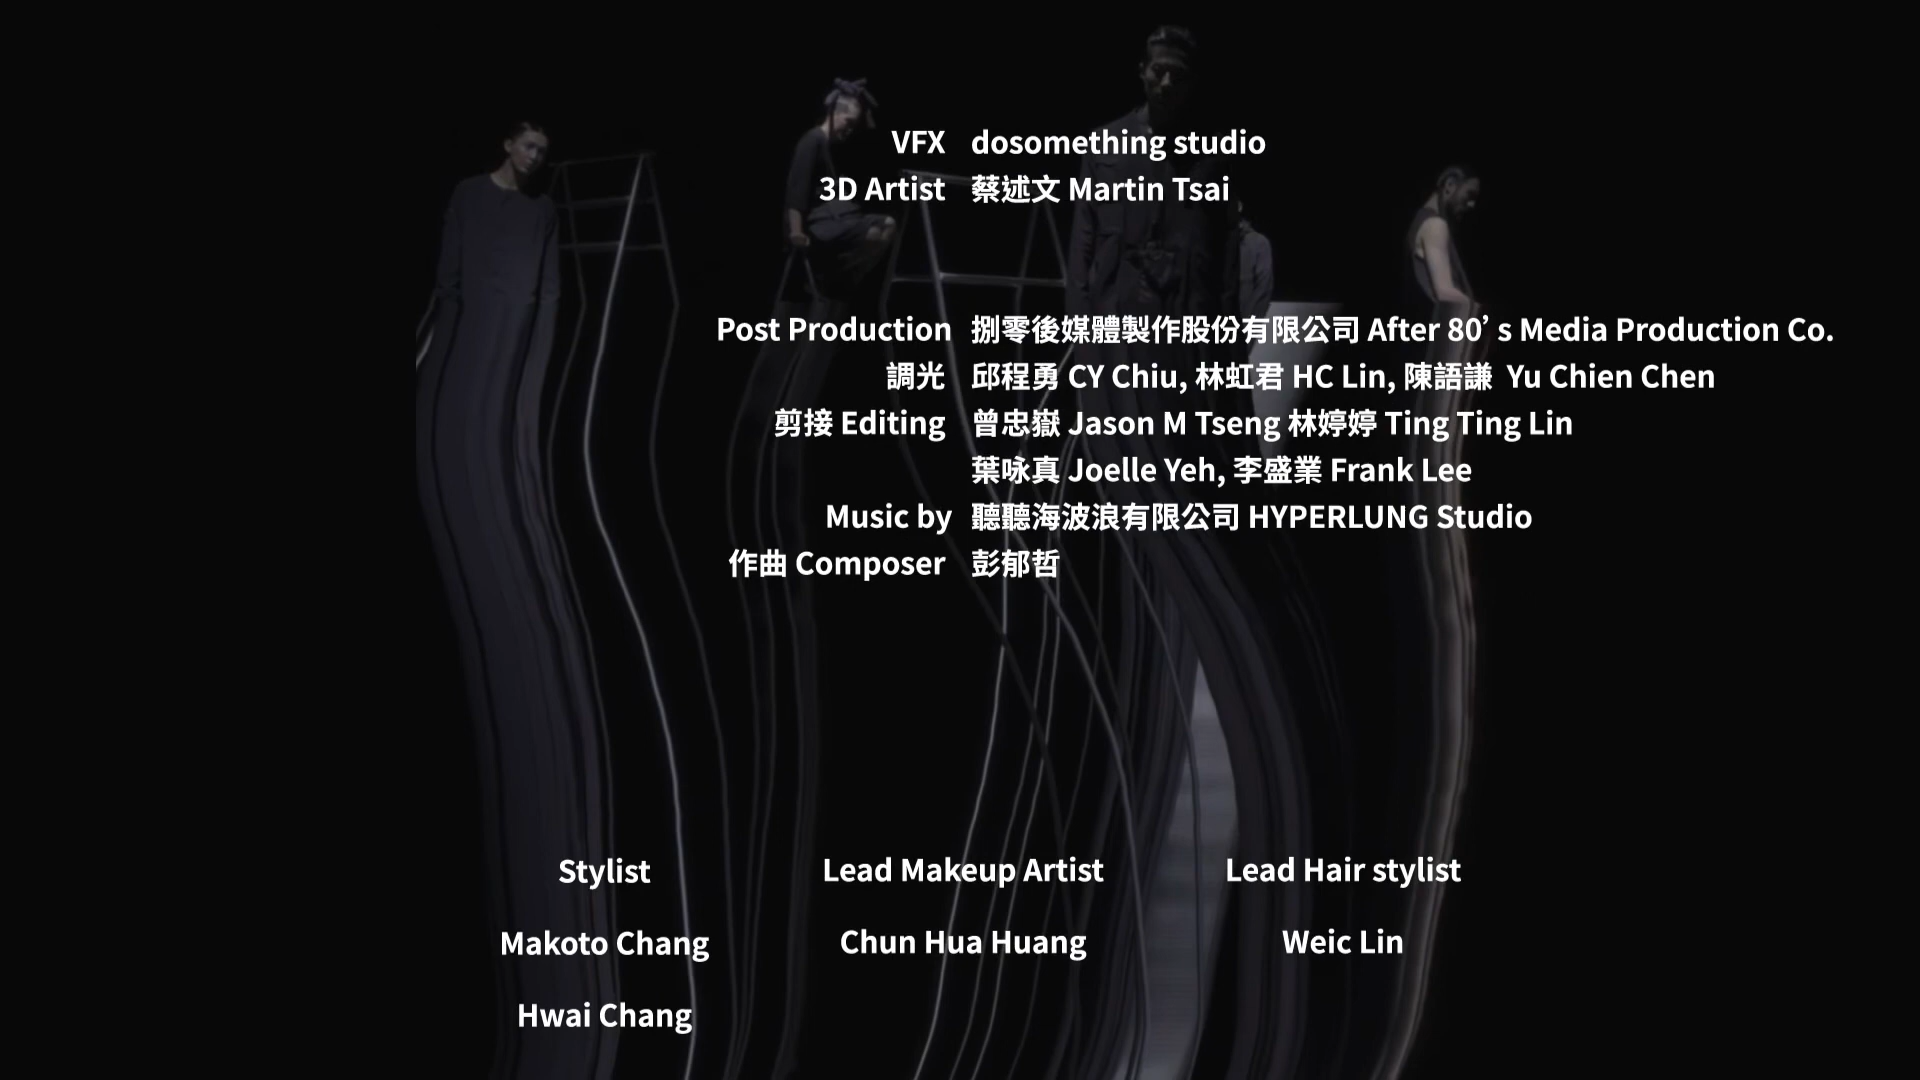 VFX dosomething studio
3D Artist 蔡述文 Martin Tsai
Post Production 捌零後媒體製作股份有限公司 After 80’s Media Production Co.
調光 邱程勇 CY Chiu, 林虹君 HC Lin, 陳語謙 Yu Chien Chen
剪接 Editing 曾忠嶽 Jason M Tseng 林婷婷 Ting Ting Lin
葉咏真 Joelle Yeh, 李盛業 Frank Lee
Music by 聽聽海波浪有限公司 HYPERLUNG Studio
作曲 Composer 彭郁哲
Stylist
Makoto Chang
Hwai Chang
Lead Makeup Artist
Chun Hua Huang
Lead Hair stylist
Weic Lin